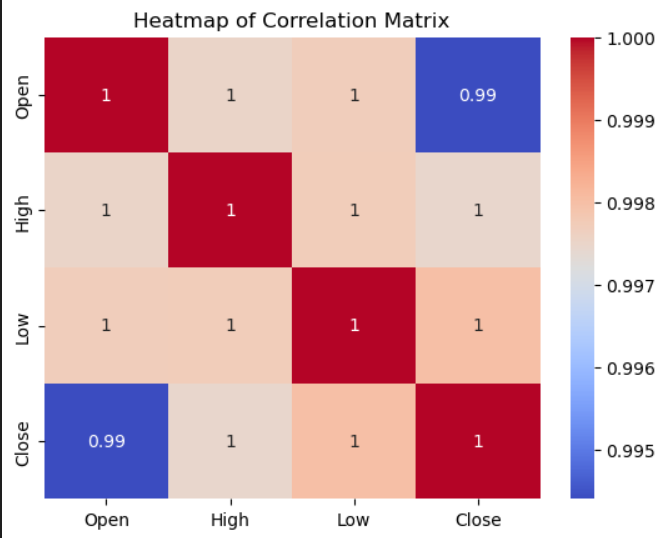 Heatmap of Correlation Matrix
Open 1 1 1 0.99
High 1 1 1 1
Low 1 1 1 1
Close 0.99 1 1 1
Open High Low Close
1.000
0.999
0.998
0.997
0.996
0.995